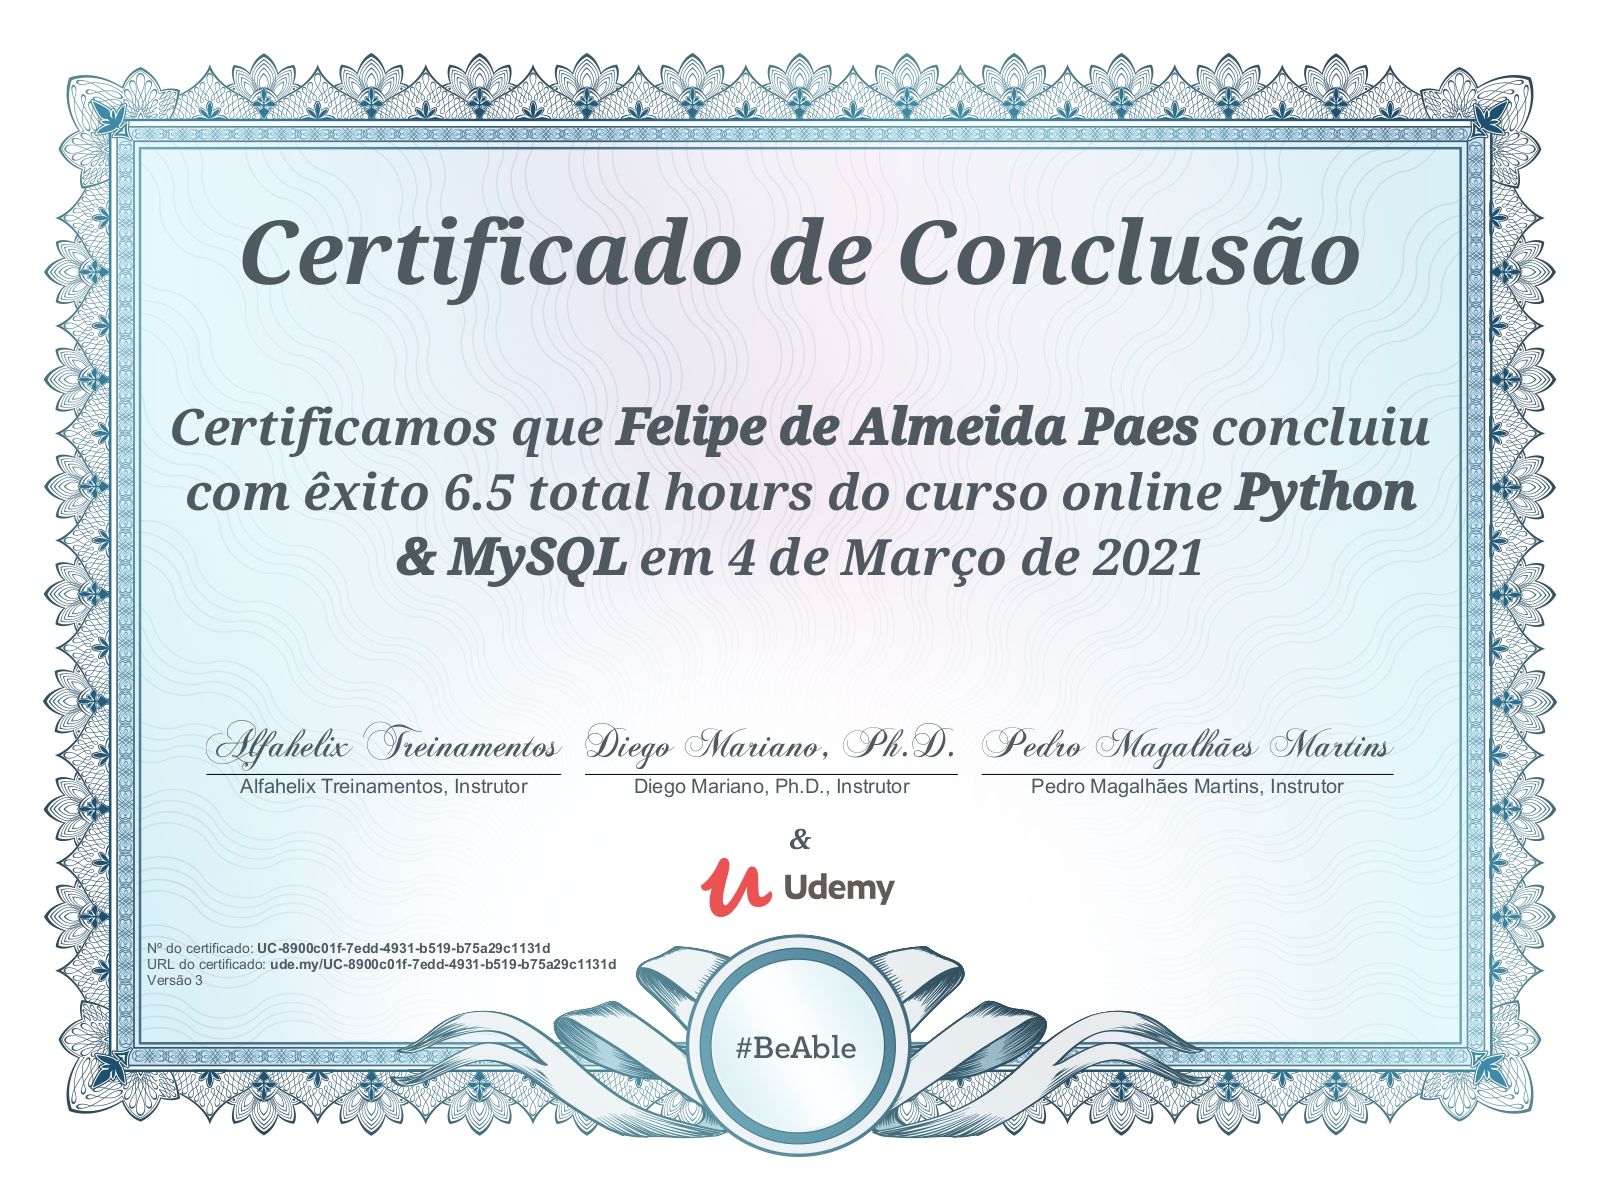 Certificado de Conclusão
Certificamos que Felipe de Almeida Paes concluiu
com êxito 6.5 total hours do curso online Python
& MySQL em 4 de Março de 2021
Alfahelix Treinamentos Diego Mariano, Ph.D. Pedro Magalhães Martins
Alfahelix Treinamentos, Instrutor Diego Mariano, Ph.D., Instrutor Pedro Magalhães Martins, Instrutor
&
Udemy
Nº do certificado: UC-8900c01f-7edd-4931-b519-b75a29c1131d
URL do certificado: ude.my/UC-8900c01f-7edd-4931-b519-b75a29c1131d
Versão 3
#BeAble